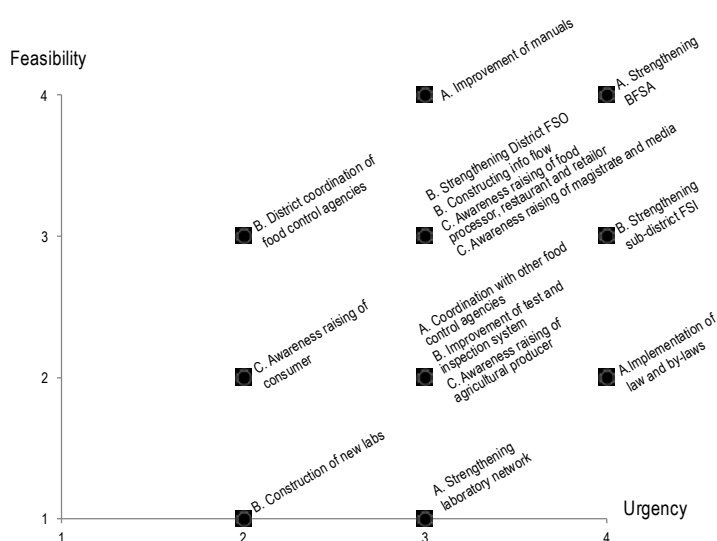 Feasibility
4
A. Improvement of manuals
A. Strengthening
BFSA
B. Strengthening District FSO
B. Constructing info flow
C. Awareness raising of food
processor, restaurant and retailor
C. Awareness raising of magistrate and media
B. District coordination of
food control agencies
B. Strengthening
sub-district FSI
3
A. Coordination with other food
control agencies
B. Improvement of test and
inspection system
C. Awareness raising of
agricultural producer
C. Awareness raising of
consumer
A.Implementation of
law and by-laws
2
B. Construction of new labs
A. Strengthening
laboratory network
1
Urgency
1
2
3
4